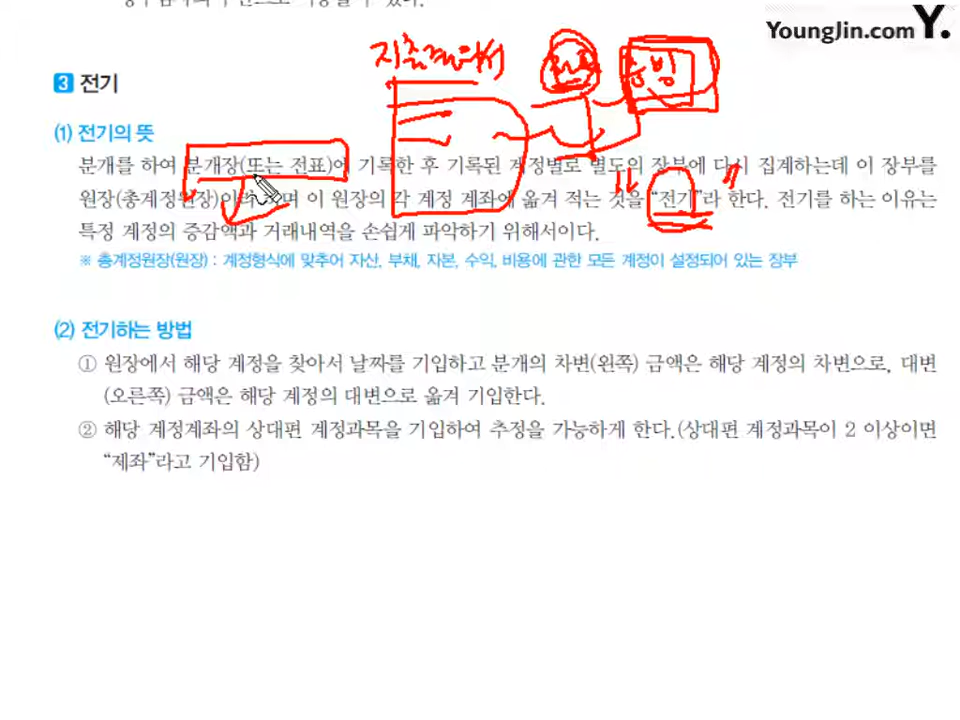 YoungJin.com Y.
지출결의서
증빙
3 전기
(1) 전기의 뜻
분개를 하여 분개장(또는 전표)에 기록한 후 기록된 계정별로 별도의 장부에 다시 집계하는데 이 장부를
원장(총계정원장)이라 하며 이 원장의 각 계정 계좌에 옮겨 적는 것을 “전기”라 한다. 전기를 하는 이유는
특정 계정의 증감액과 거래내역을 손쉽게 파악하기 위해서이다.
※ 총계정원장(원장) : 계정형식에 맞추어 자산, 부채, 자본, 수익, 비용에 관한 모든 계정이 설정되어 있는 장부
(2) 전기하는 방법
① 원장에서 해당 계정을 찾아서 날짜를 기입하고 분개의 차변(왼쪽) 금액은 해당 계정의 차변으로, 대변
(오른쪽) 금액은 해당 계정의 대변으로 옮겨 기입한다.
② 해당 계정계좌의 상대편 계정과목을 기입하여 추정을 가능하게 한다.(상대편 계정과목이 2 이상이면
“제좌”라고 기입함)